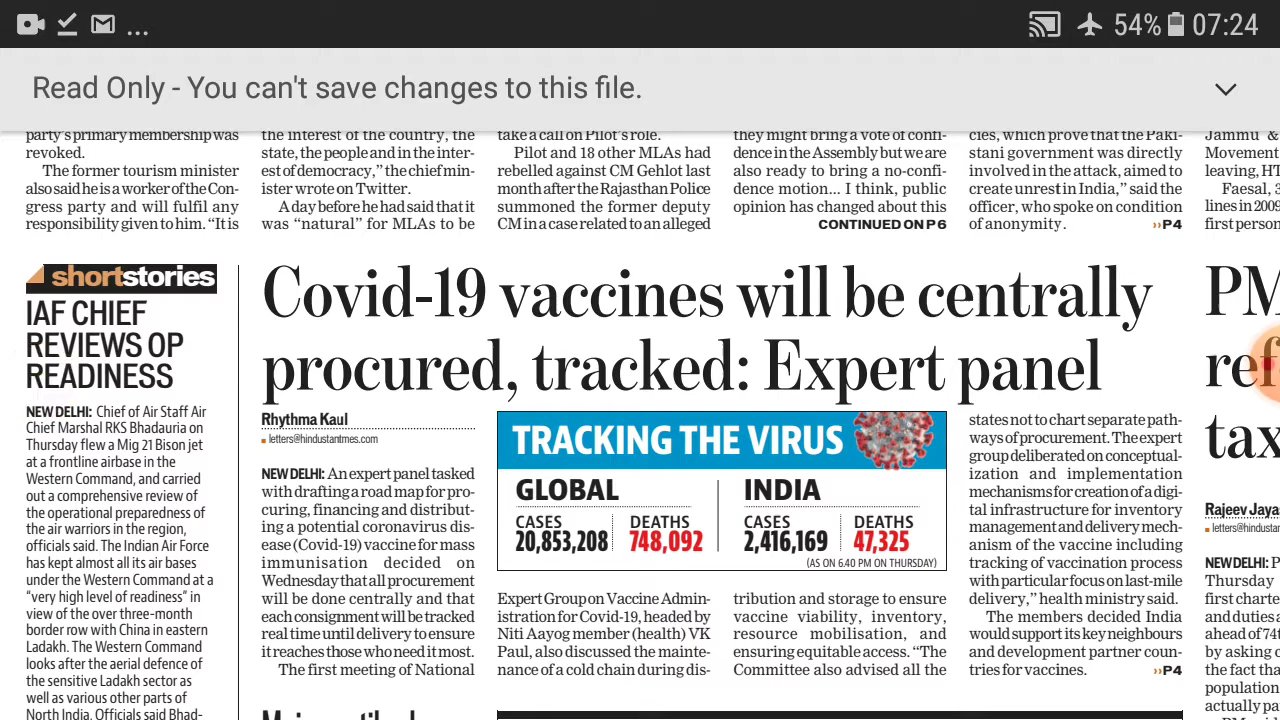 ...
54% 07:24
Read Only - You can't save changes to this file.
party's primary membership was
revoked.
The former tourism minister
also said he is a worker of the Con-
gress party and will fulfil any
responsibility given to him. “It is
the interest of the country, the
state, the people and in the inter-
est of democracy,” the chief min-
ister wrote on Twitter.
A day before he had said that it
was “natural” for MLAs to be
take a call on Pilot's role.
Pilot and 18 other MLAs had
rebelled against CM Gehlot last
month after the Rajasthan Police
summoned the former deputy
CM in a case related to an alleged
they might bring a vote of confi-
dence in the Assembly but we are
also ready to bring a no-confi-
dence motion... I think, public
opinion has changed about this
CONTINUED ON P 6
cies, which prove that the Paki-
stani government was directly
involved in the attack, aimed to
create unrest in India,” said the
officer, who spoke on condition
of anonymity. ››P4
Jammu &
Movement
leaving, HT
Faesal, 3
lines in 2009
first person
shortstories
IAF CHIEF
REVIEWS OP
READINESS
NEW DELHI: Chief of Air Staff Air
Chief Marshal RKS Bhadauria on
Thursday flew a Mig 21 Bison jet
at a frontline airbase in the
Western Command, and carried
out a comprehensive review of
the operational preparedness of
the air warriors in the region,
officials said. The Indian Air Force
has kept almost all its air bases
under the Western Command at a
“very high level of readiness” in
view of the over three-month
border row with China in eastern
Ladakh. The Western Command
looks after the aerial defence of
the sensitive Ladakh sector as
well as various other parts of
North India. Officials said Bhad-
Covid-19 vaccines will be centrally
procured, tracked: Expert panel
Rhythma Kaul
letters@hindustantmes.com
NEW DELHI: An expert panel tasked
with drafting a road map for pro-
curing, financing and distribut-
ing a potential coronavirus dis-
ease (Covid-19) vaccine for mass
immunisation decided on
Wednesday that all procurement
will be done centrally and that
each consignment will be tracked
real time until delivery to ensure
it reaches those who need it most.
The first meeting of National
TRACKING THE VIRUS
GLOBAL
CASES DEATHS
20,853,208 748,092
INDIA
CASES DEATHS
2,416,169 47,325
(AS ON 6.40 PM ON THURSDAY)
Expert Group on Vaccine Admin-
istration for Covid-19, headed by
Niti Aayog member (health) VK
Paul, also discussed the mainte-
nance of a cold chain during dis-
tribution and storage to ensure
vaccine viability, inventory,
resource mobilisation, and
ensuring equitable access. “The
Committee also advised all the
states not to chart separate path-
ways of procurement. The expert
group deliberated on conceptual-
ization and implementation
mechanisms for creation of a digi-
tal infrastructure for inventory
management and delivery mech-
anism of the vaccine including
tracking of vaccination process
with particular focus on last-mile
delivery,” health ministry said.
The members decided India
would support its key neighbours
and development partner coun-
tries for vaccines. ››P4
PM
ref
tax
Rajeev Jayas
letters@hindustan
NEW DELHI: P
Thursday
first charte
and duties a
ahead of 74t
by asking c
the fact tha
population
actually pa